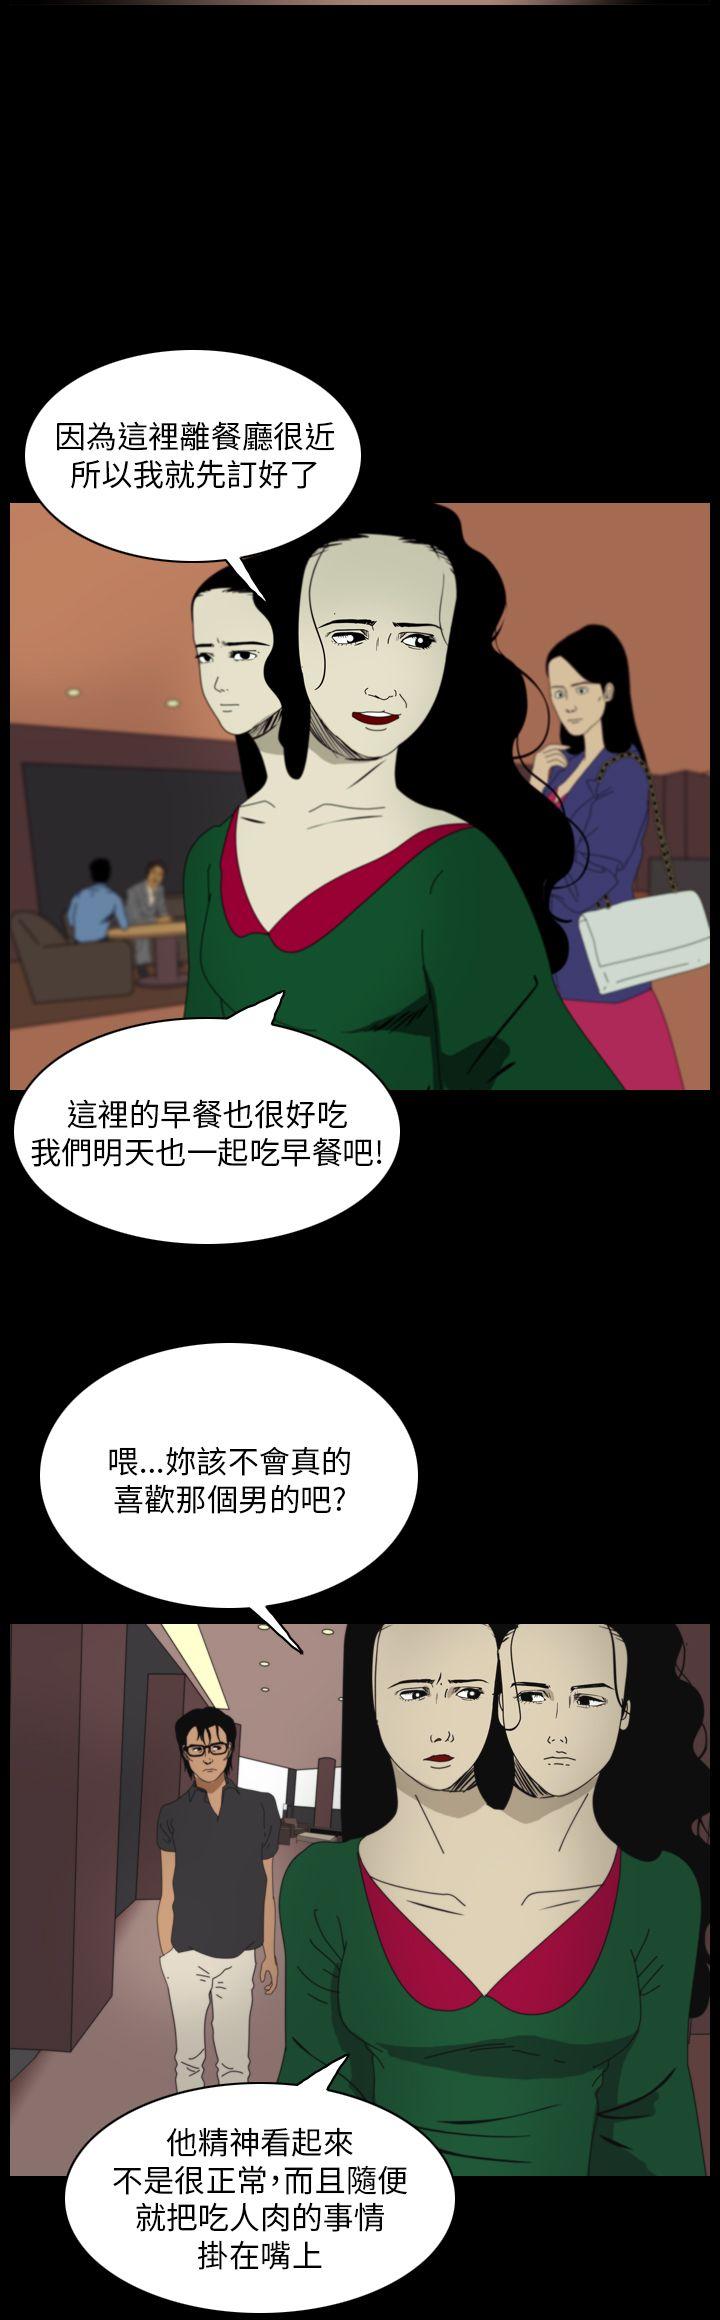 因為這裡離餐廳很近
所以我就先訂好了
這裡的早餐也很好吃
我們明天也一起吃早餐吧!
喂...妳該不會真的
喜歡那個男的吧?
他精神看起來
不是很正常,而且隨便
就把吃人肉的事情
掛在嘴上